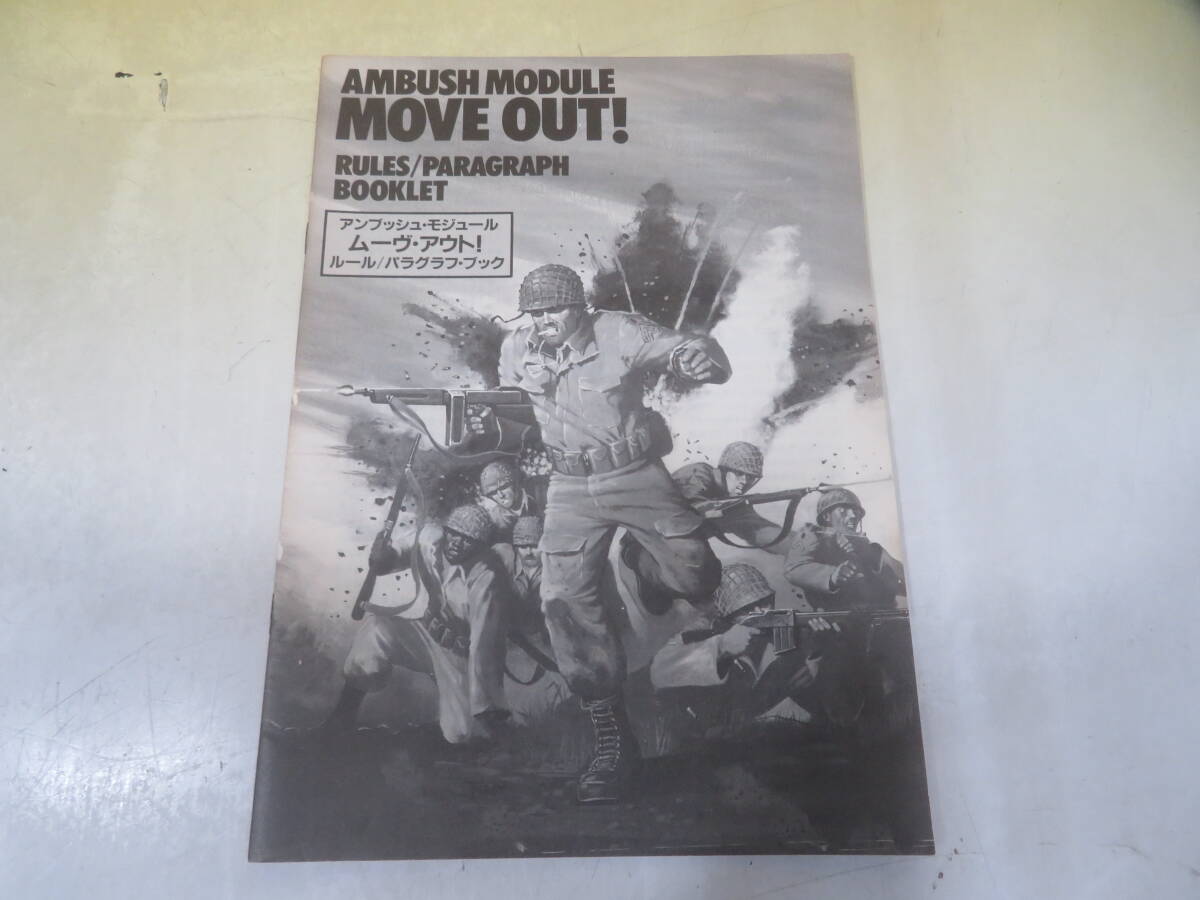 AMBUSH MODULE
MOVE OUT!
RULES/PARAGRAPH
BOOKLET
アンブッシュ・モジュール
ムーヴ・アウト!
ルール/パラグラフ・ブック